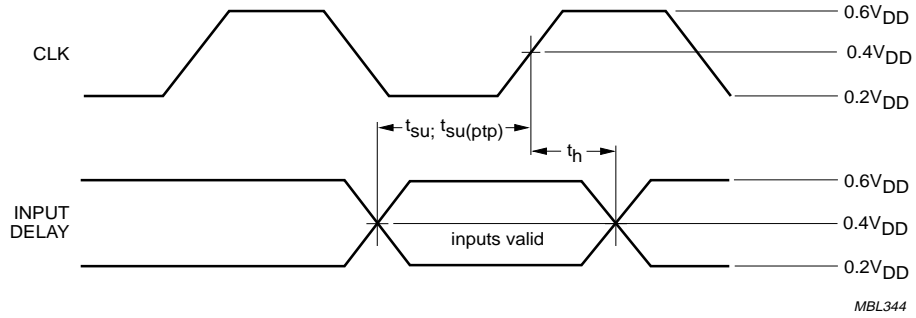 0.6VDD
CLK
0.4VDD
0.2VDD
tsu; tsu(ptp)
th
0.6VDD
INPUT
DELAY
0.4VDD
inputs valid
0.2VDD
MBL344